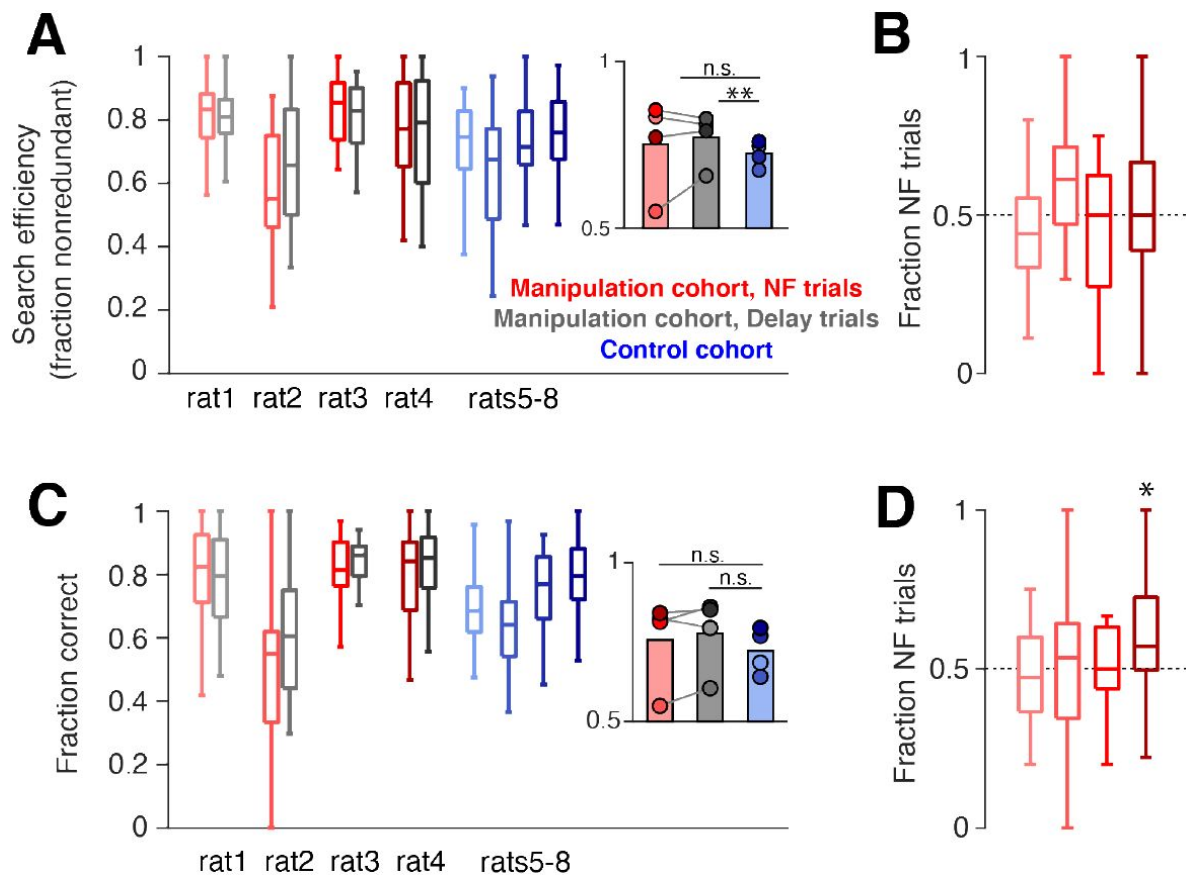 A
Search efficiency
(fraction nonredundant)
1
0.8
0.6
0.4
0.2
0
rat1 rat2 rat3 rat4 rats5-8
1
0.5
n.s.
**
Manipulation cohort, NF trials
Manipulation cohort, Delay trials
Control cohort
B
Fraction NF trials
1
0.5
0
C
Fraction correct
1
0.8
0.6
0.4
0.2
0
rat1 rat2 rat3 rat4 rats5-8
1
0.5
n.s.
n.s.
D
Fraction NF trials
1
0.5
0
*